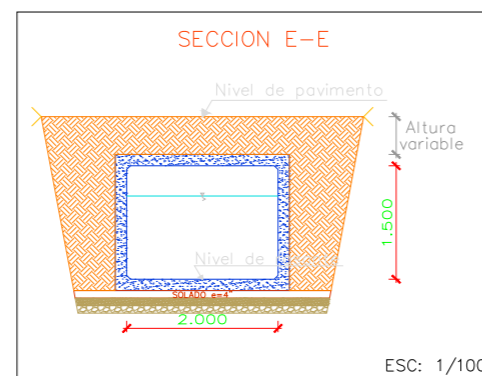 SECCION E-E
Nivel de pavimento
Altura
variable
1.500
Nivel de
SOLADO e=4"
2.000
ESC: 1/100